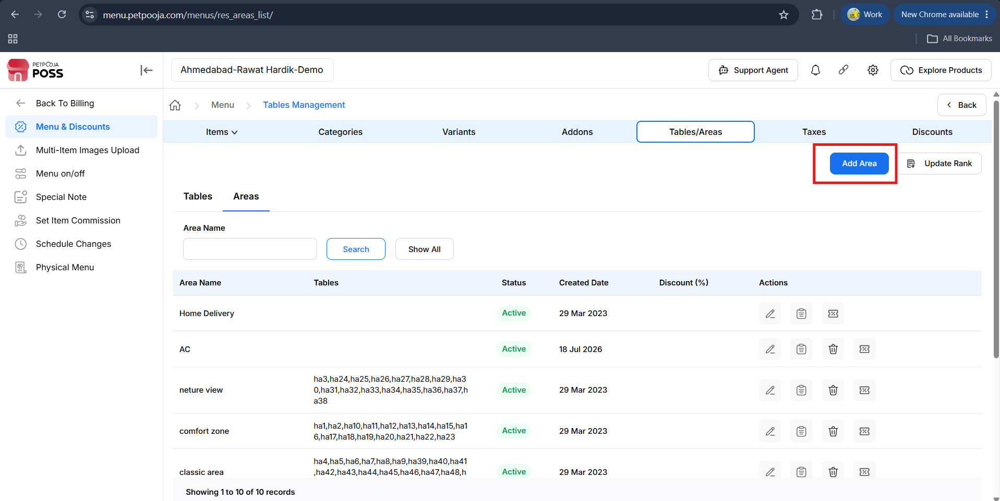 menu.petpooja.com/menus/res_areas_list/
Work
New Chrome available
All Bookmarks
PETPOOJA
POSS
Ahmedabad-Rawat Hardik-Demo
Support Agent
Explore Products
Back To Billing
Menu & Discounts
Multi-Item Images Upload
Menu on/off
Special Note
Set Item Commission
Schedule Changes
Physical Menu
Menu
Tables Management
Back
Items
Categories
Variants
Addons
Tables/Areas
Taxes
Discounts
Add Area
Update Rank
Tables
Areas
Area Name
Search
Show All
Area Name Tables Status Created Date Discount (%) Actions
Home Delivery Active 29 Mar 2023
AC Active 18 Jul 2026
ha3,ha24,ha25,ha26,ha27,ha28,ha29,ha3
neture view 0,ha31,ha32,ha33,ha34,ha35,ha36,ha37,h Active 29 Mar 2023
a38
ha1,ha2,ha10,ha11,ha12,ha13,ha14,ha15,ha1
comfort zone Active 29 Mar 2023
6,ha17,ha18,ha19,ha20,ha21,ha22,ha23
ha4,ha5,ha6,ha7,ha8,ha9,ha39,ha40,ha41
classic area ,ha42,ha43,ha44,ha45,ha46,ha47,ha48,h Active 29 Mar 2023
Showing 1 to 10 of 10 records